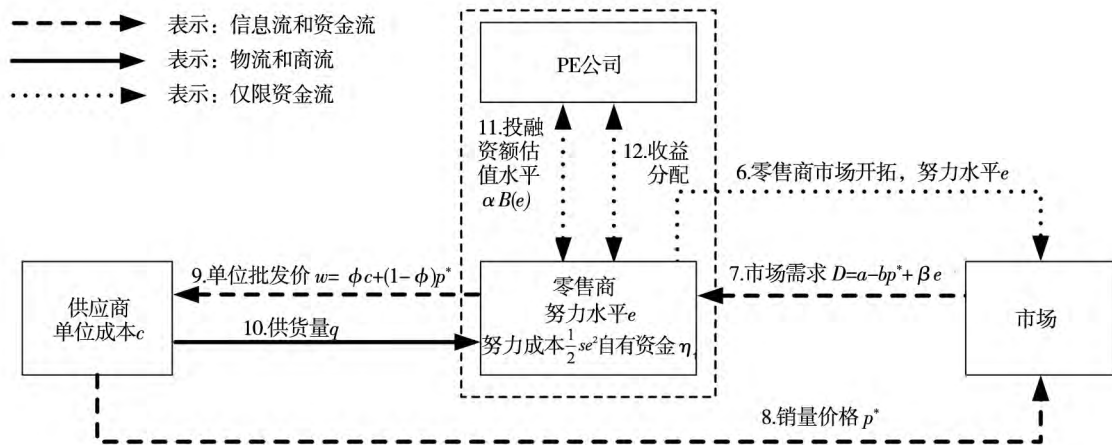 表示：信息流和资金流
表示：物流和商流
表示：仅限资金流
PE公司
11.投融
资额估
值水平
αB(e)
12.收益
分配
6.零售商市场开拓，努力水平e
9.单位批发价 w= ϕc+(1-ϕ)p*
7.市场需求 D=a-bp*+βe
供应商
单位成本c
10.供货量q
零售商
努力水平e
努力成本1/2 se²自有资金η
市场
8.销量价格 p*